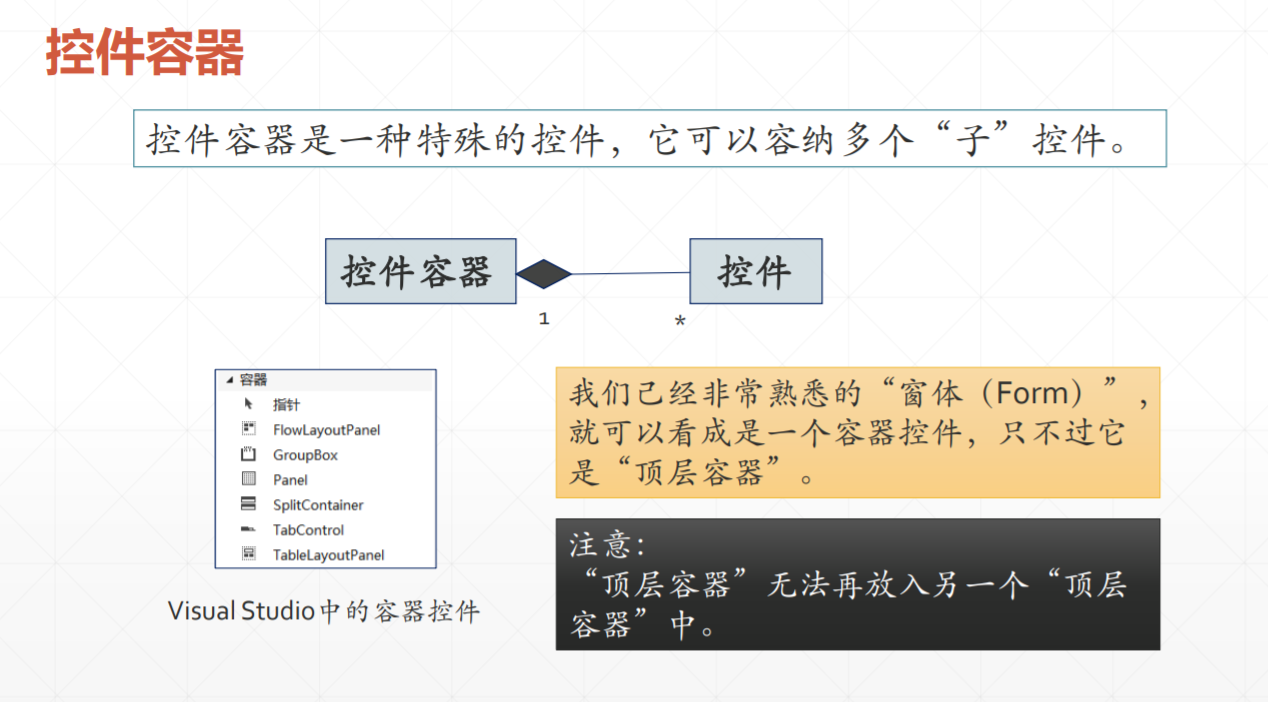 控件容器
控件容器是一种特殊的控件，它可以容纳多个“子”控件。
控件容器
控件
1
*
容器
指针
FlowLayoutPanel
GroupBox
Panel
SplitContainer
TabControl
TableLayoutPanel
Visual Studio中的容器控件
我们已经非常熟悉的“窗体（Form）”，
就可以看成是一个容器控件，只不过它
是“顶层容器”。
注意：
“顶层容器”无法再放入另一个“顶层
容器”中。